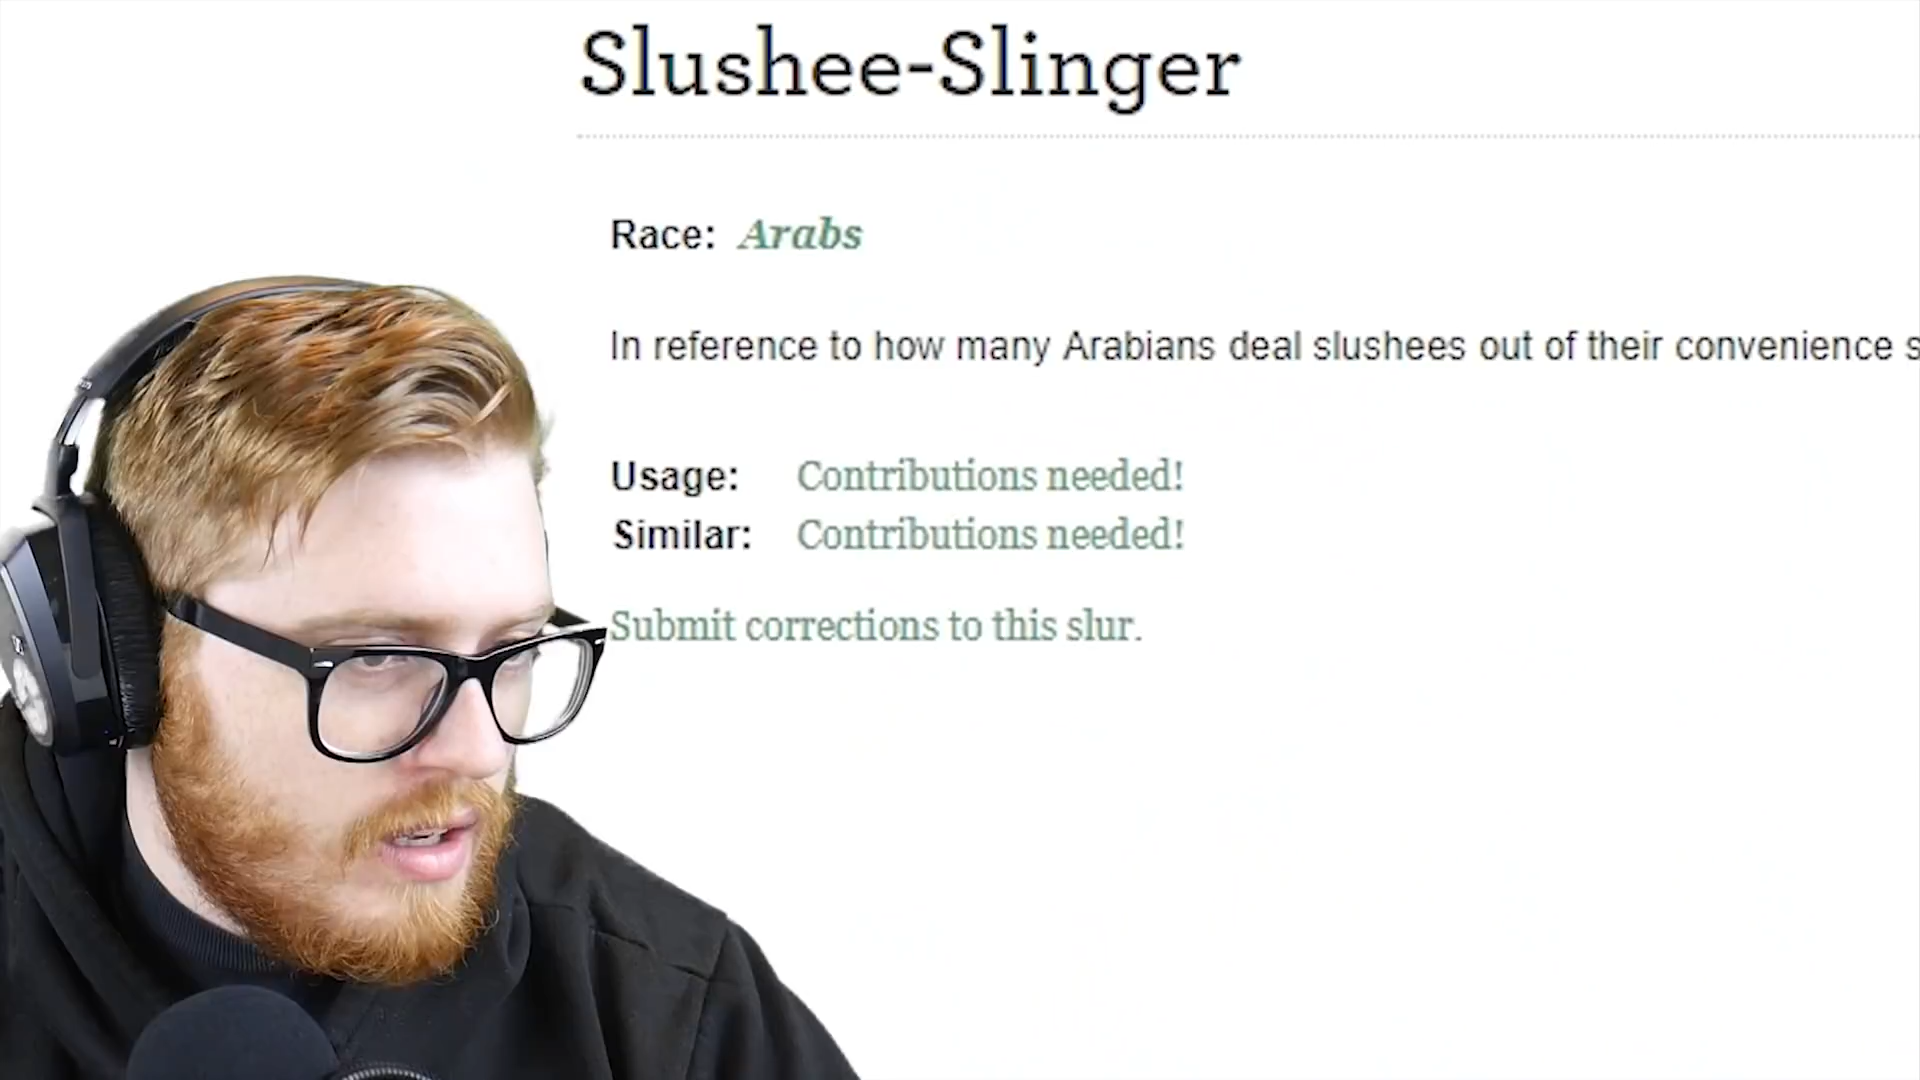 Slushee-Slinger
Race: Arabs
In reference to how many Arabians deal slushees out of their convenience
Usage: Contributions needed!
Similar: Contributions needed!
Submit corrections to this slur.